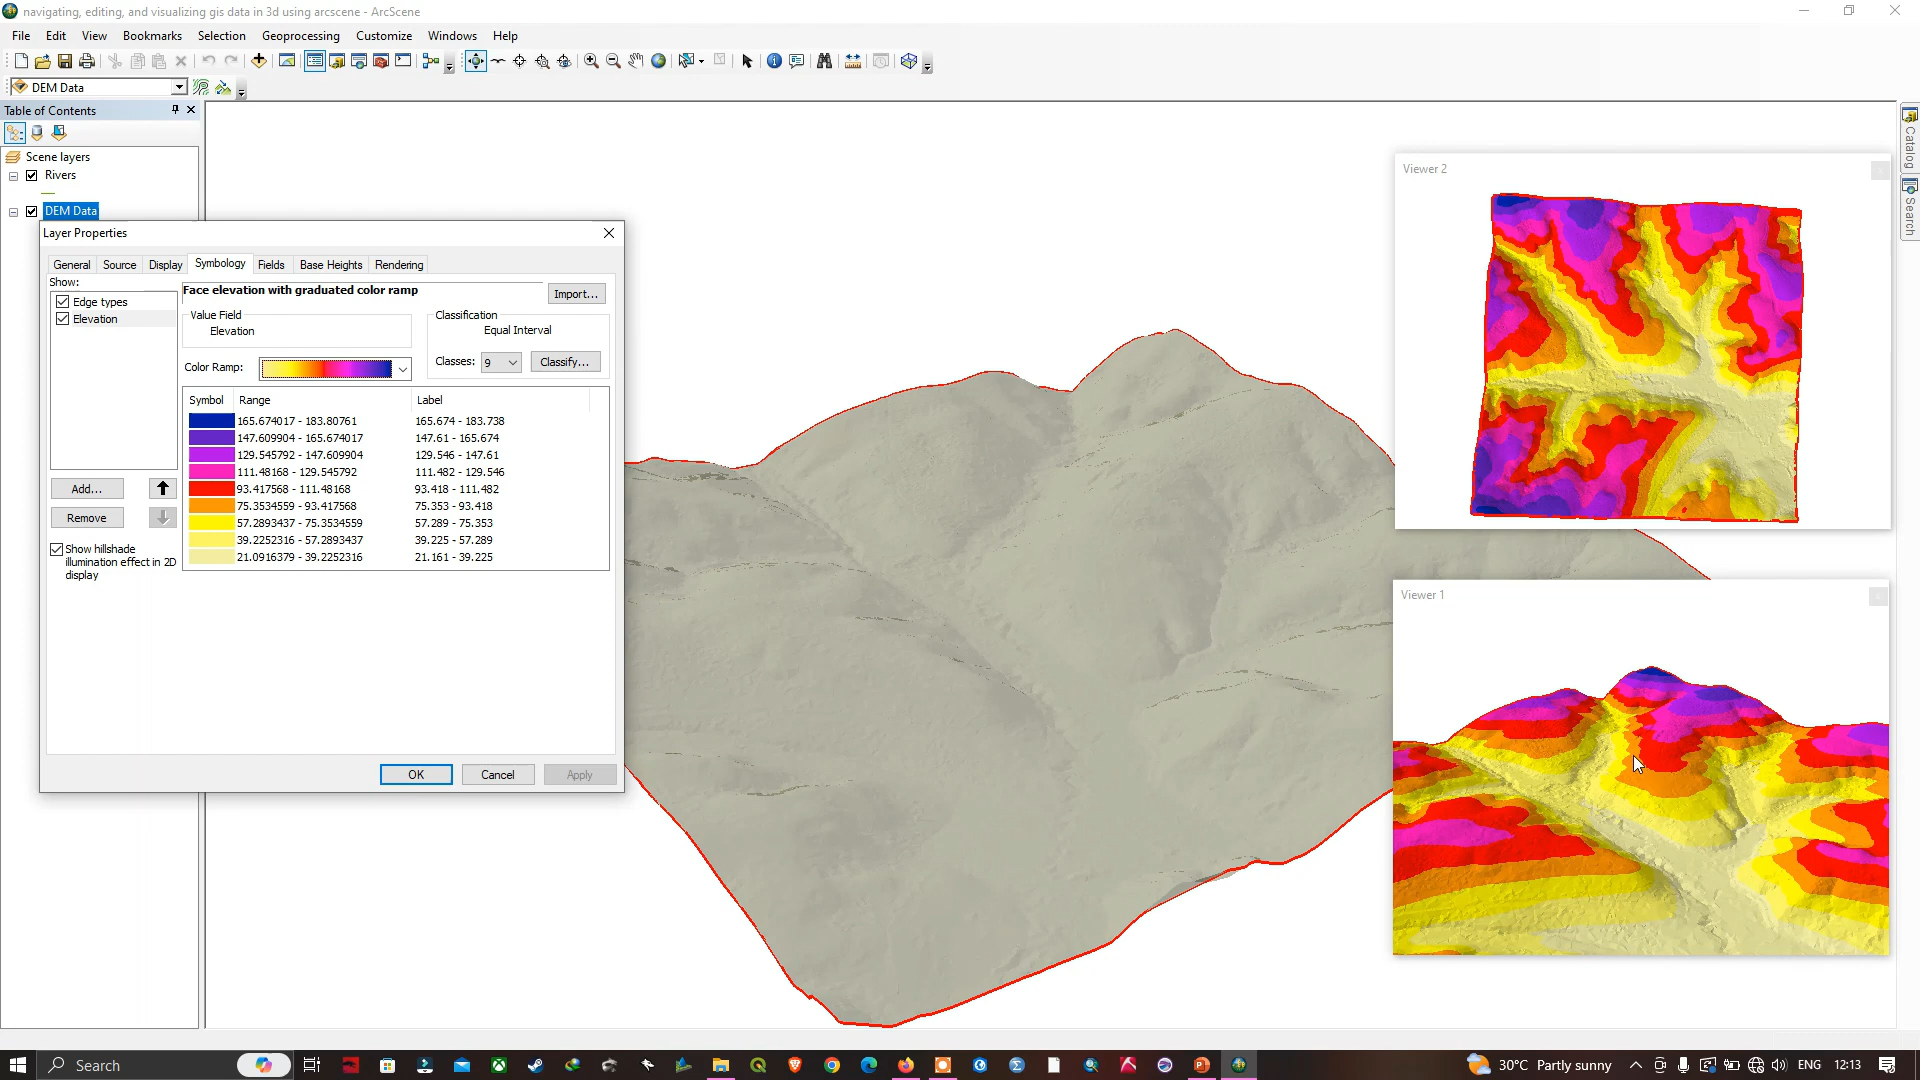 navigating, editing, and visualizing gis data in 3d using arcscene - ArcScene
File Edit View Bookmarks Selection Geoprocessing Customize Windows Help
DEM Data
Table of Contents
Scene layers
Rivers
DEM Data
Layer Properties
General Source Display Symbology Fields Base Heights Rendering
Show:
Edge types
Elevation
Add...
Remove
Show hillshade
illumination effect in 2D
display
Face elevation with graduated color ramp
Import...
Value Field
Elevation
Classification
Equal Interval
Color Ramp:
Classes: 9 Classify...
Symbol Range Label
165.674017 - 183.80761 165.674 - 183.738
147.609904 - 165.674017 147.61 - 165.674
129.545792 - 147.609904 129.546 - 147.61
111.48168 - 129.545792 111.482 - 129.546
93.417568 - 111.48168 93.418 - 111.482
75.3534559 - 93.417568 75.353 - 93.418
57.2893437 - 75.3534559 57.289 - 75.353
39.2252316 - 57.2893437 39.225 - 57.289
21.0916379 - 39.2252316 21.161 - 39.225
OK Cancel Apply
Viewer 2
Viewer 1
Catalog
Search
Search
30°C Partly sunny
ENG
12:13